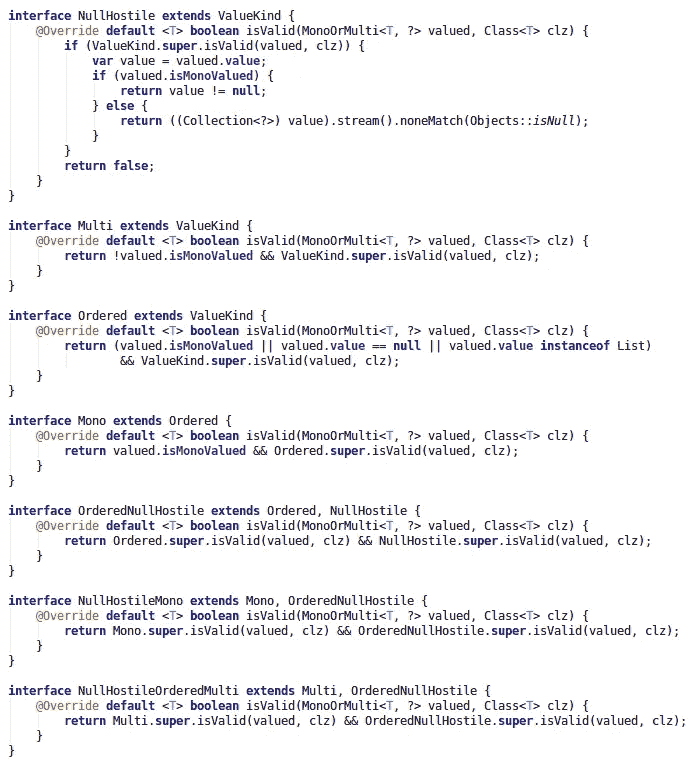 interface NullHostile extends ValueKind {
    @Override default <T> boolean isValid(MonoOrMulti<T, ?> valued, Class<T> clz) {
        if (ValueKind.super.isValid(valued, clz)) {
            var value = valued.value;
            if (valued.isMonoValued) {
                return value != null;
            } else {
                return ((Collection<?>) value).stream().noneMatch(Objects::isNull);
            }
        }
        return false;
    }
}

interface Multi extends ValueKind {
    @Override default <T> boolean isValid(MonoOrMulti<T, ?> valued, Class<T> clz) {
        return !valued.isMonoValued && ValueKind.super.isValid(valued, clz);
    }
}

interface Ordered extends ValueKind {
    @Override default <T> boolean isValid(MonoOrMulti<T, ?> valued, Class<T> clz) {
        return (valued.isMonoValued || valued.value == null || valued.value instanceof List)
                && ValueKind.super.isValid(valued, clz);
    }
}

interface Mono extends Ordered {
    @Override default <T> boolean isValid(MonoOrMulti<T, ?> valued, Class<T> clz) {
        return valued.isMonoValued && Ordered.super.isValid(valued, clz);
    }
}

interface OrderedNullHostile extends Ordered, NullHostile {
    @Override default <T> boolean isValid(MonoOrMulti<T, ?> valued, Class<T> clz) {
        return Ordered.super.isValid(valued, clz) && NullHostile.super.isValid(valued, clz);
    }
}

interface NullHostileMono extends Mono, OrderedNullHostile {
    @Override default <T> boolean isValid(MonoOrMulti<T, ?> valued, Class<T> clz) {
        return Mono.super.isValid(valued, clz) && OrderedNullHostile.super.isValid(valued, clz);
    }
}

interface NullHostileOrderedMulti extends Multi, OrderedNullHostile {
    @Override default <T> boolean isValid(MonoOrMulti<T, ?> valued, Class<T> clz) {
        return Multi.super.isValid(valued, clz) && OrderedNullHostile.super.isValid(valued, clz);
    }
}